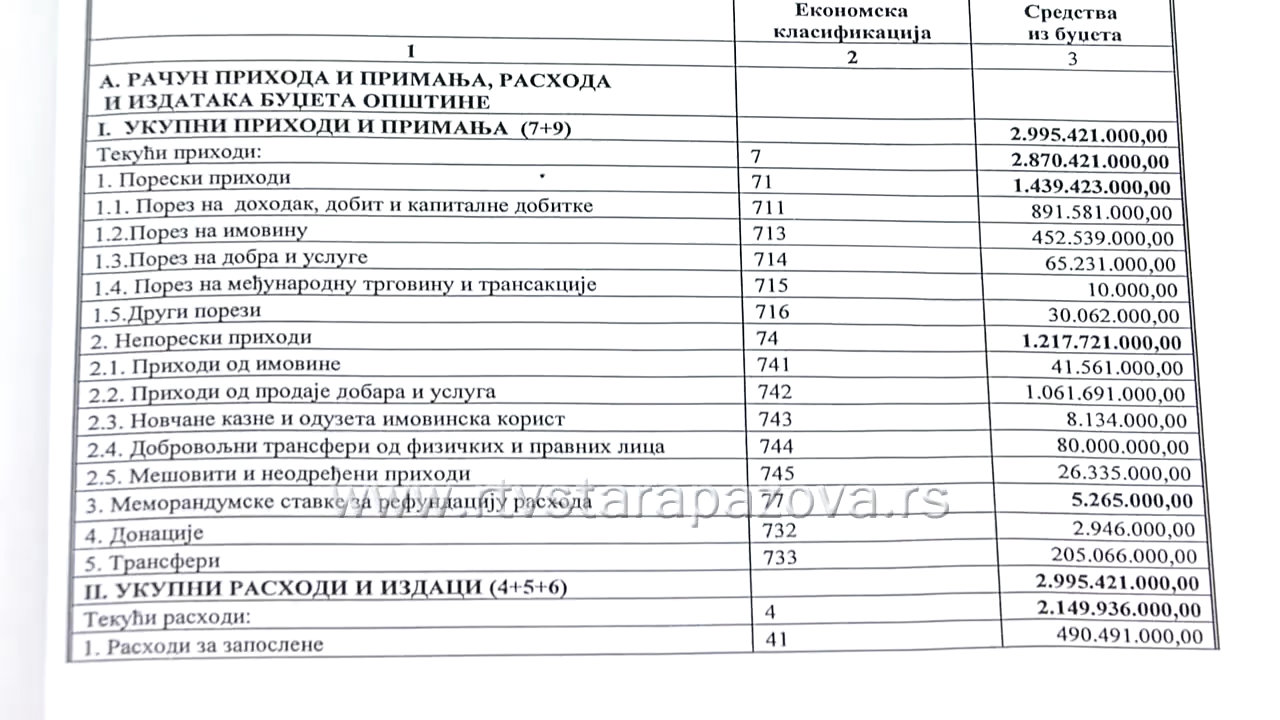 Економска
класификација
Средства
из буџета
1 2 3
А. РАЧУН ПРИХОДА И ПРИМАЊА, РАСХОДА
И ИЗДАТАКА БУЏЕТА ОПШТИНЕ
I. УКУПНИ ПРИХОДИ И ПРИМАЊА (7+9) 2.995.421.000,00
Текући приходи: 7 2.870.421.000,00
1. Порески приходи 71 1.439.423.000,00
1.1. Порез на доходак, добит и капиталне добитке 711 891.581.000,00
1.2.Порез на имовину 713 452.539.000,00
1.3.Порез на добра и услуге 714 65.231.000,00
1.4. Порез на међународну трговину и трансакције 715 10.000,00
1.5.Други порези 716 30.062.000,00
2. Непорески приходи 74 1.217.721.000,00
2.1. Приходи од имовине 741 41.561.000,00
2.2. Приходи од продаје добара и услуга 742 1.061.691.000,00
2.3. Новчане казне и одузета имовинска корист 743 8.134.000,00
2.4. Добровољни трансфери од физичких и правних лица 744 80.000.000,00
2.5. Мешовити и неодређени приходи 745 26.335.000,00
3. Меморандумске ставке за рефундацију расхода 77 5.265.000,00
www.rtvstarapazova.rs
4. Донације 732 2.946.000,00
5. Трансфери 733 205.066.000,00
II. УКУПНИ РАСХОДИ И ИЗДАЦИ (4+5+6) 2.995.421.000,00
Текући расходи: 4 2.149.936.000,00
1. Расходи за запослене 41 490.491.000,00